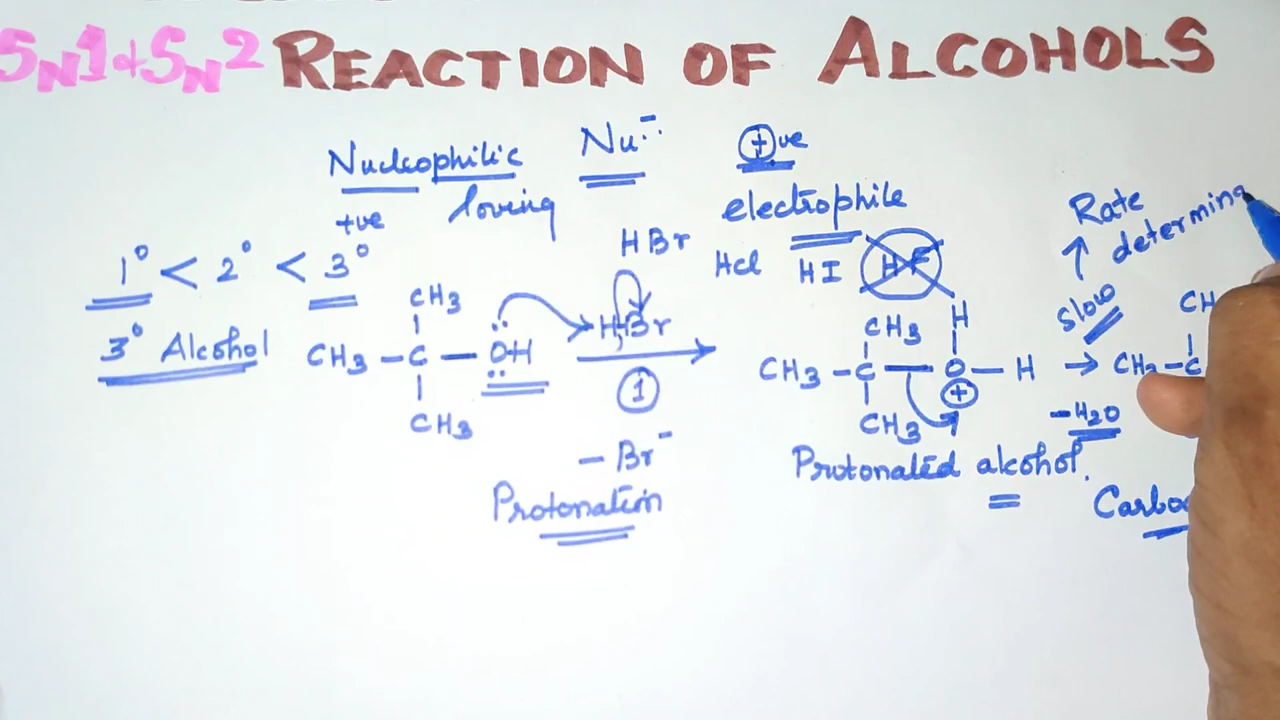 SN1 + SN2 REACTION OF ALCOHOLS
Nucleophilic Nu⁻:
+ve loving
+ve
electrophile
HBr HCl HI HF
1° < 2° < 3°
3° Alcohol
CH3
CH3 – C – OH
CH3
H–Br
1
– Br⁻
Protonation
H
CH3
CH3 – C – O – H
+
CH3
Protonated alcohol.
Rate
determining
Slow
→
– H2O
CH
CH3 – C